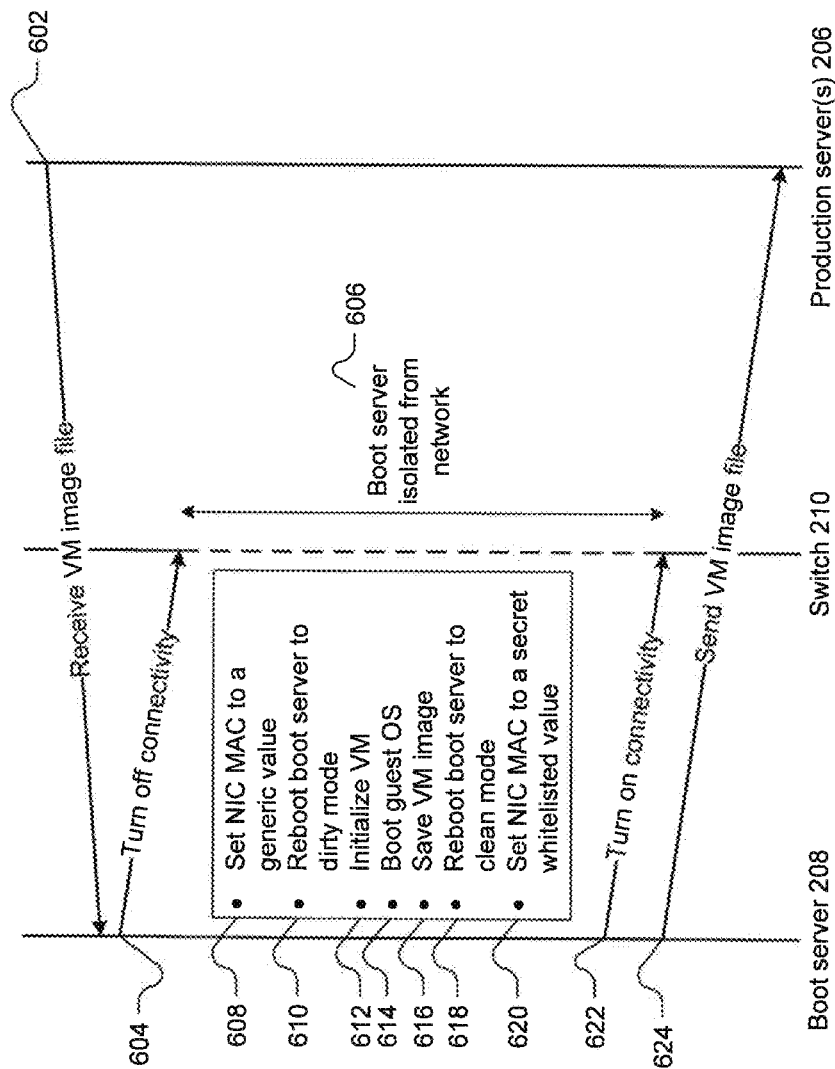 602
Receive VM image file
Turn off connectivity
604
606
Boot server
isolated from
network
608
• Set NIC MAC to a
generic value
610
• Reboot boot server to
dirty mode
612
• Initialize VM
614
• Boot guest OS
616
• Save VM image
618
• Reboot boot server to
clean mode
620
• Set NIC MAC to a secret
whitelisted value
622
Turn on connectivity
624
Send VM image file
Boot server 208
Switch 210
Production server(s) 206